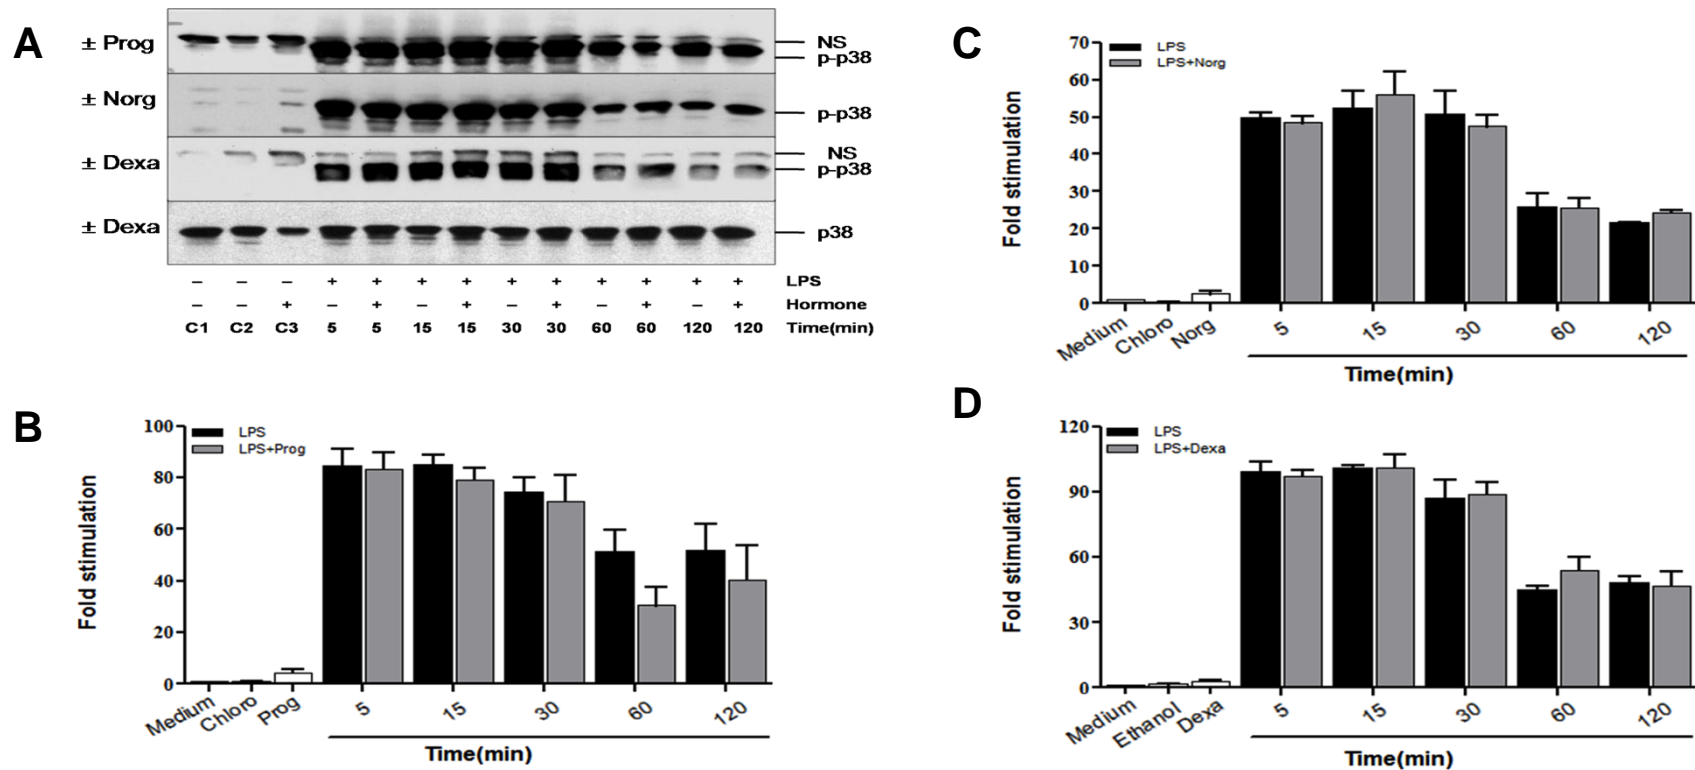 A
± Prog
NS
p-p38
± Norg
p-p38
± Dexa
NS
p-p38
± Dexa
p38
– – – + + + + + + + + + + LPS
– – + – + – + – + – + – + Hormone
C1 C2 C3 5 5 15 15 30 30 60 60 120 120 Time(min)
B
LPS
LPS+Prog
Fold stimulation
100
80
60
40
20
0
Medium Chloro Prog 5 15 30 60 120
Time(min)
C
LPS
LPS+Norg
Fold stimulation
70
60
50
40
30
20
10
0
Medium Chloro Norg 5 15 30 60 120
Time(min)
D
LPS
LPS+Dexa
Fold stimulation
120
90
60
30
0
Medium Ethanol Dexa 5 15 30 60 120
Time(min)